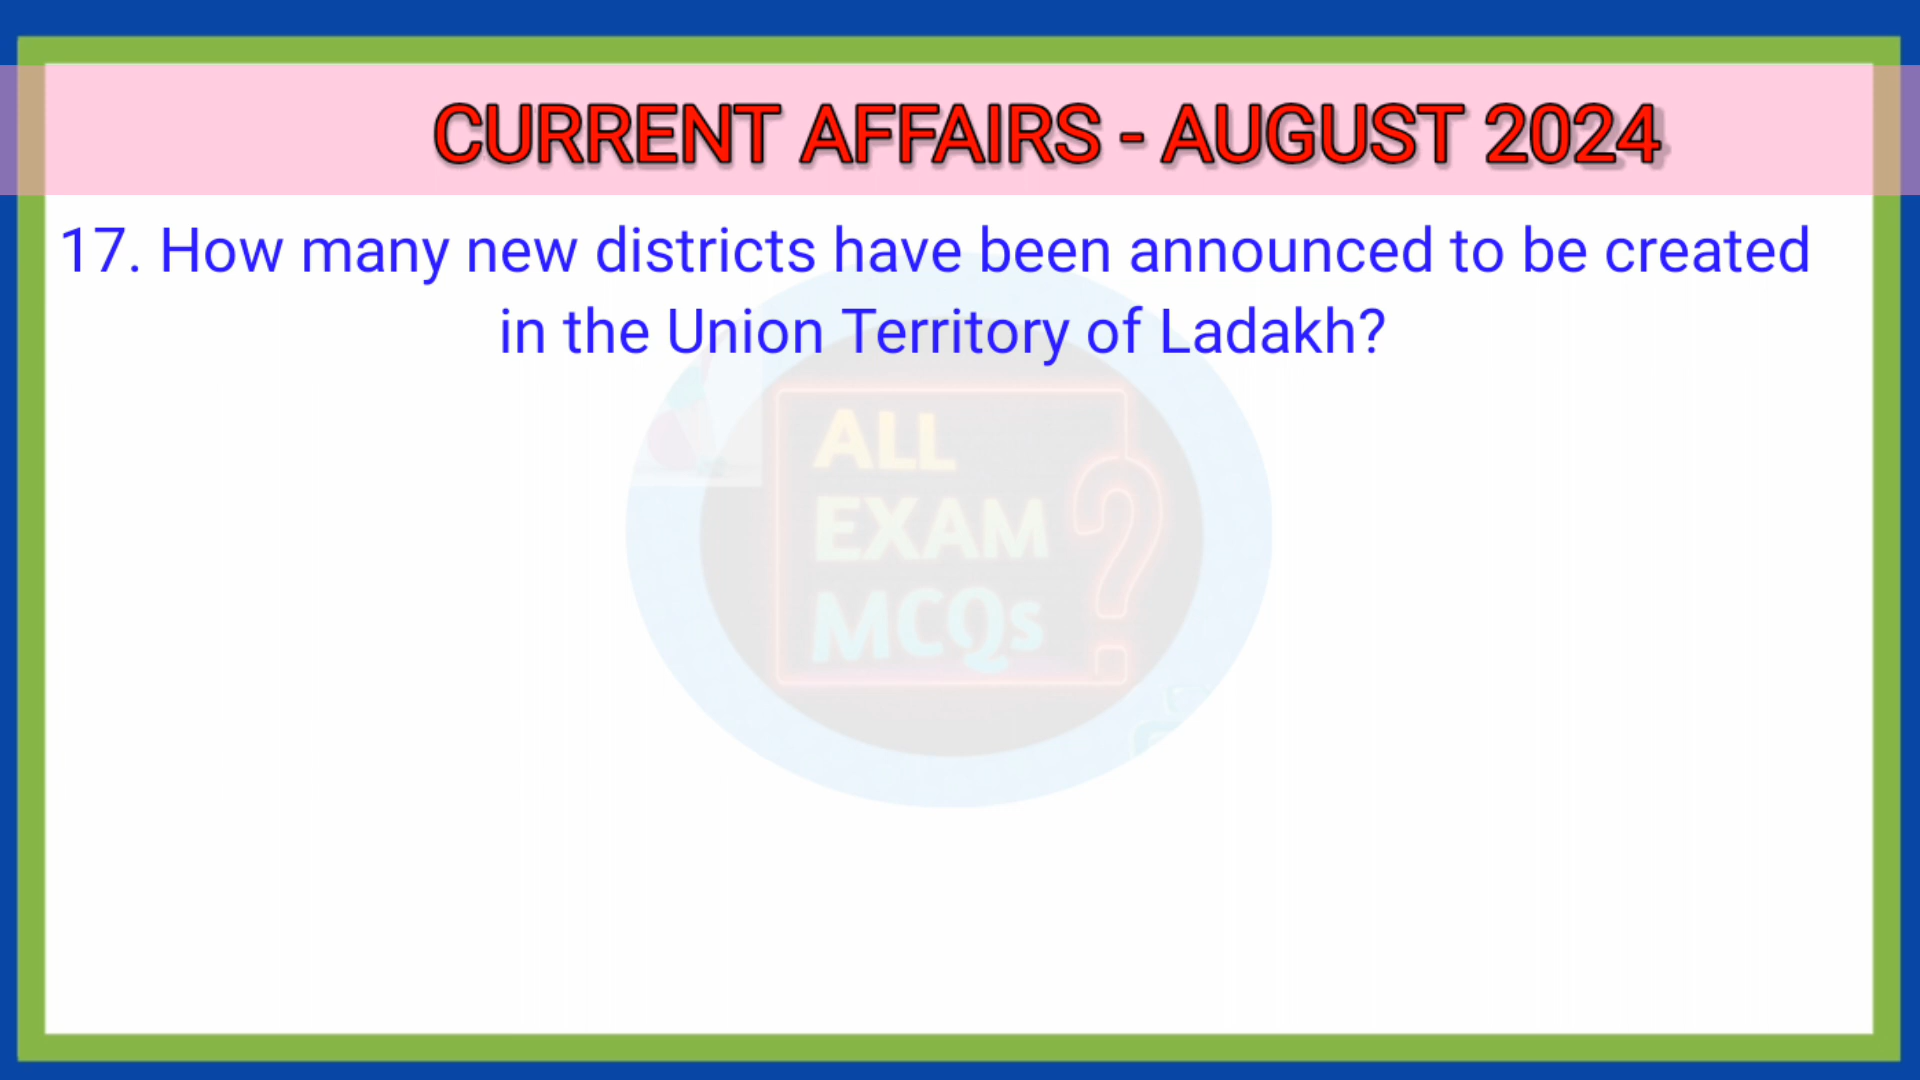 CURRENT AFFAIRS - AUGUST 2024
17. How many new districts have been announced to be created
in the Union Territory of Ladakh?
ALL
EXAM
MCQs
?